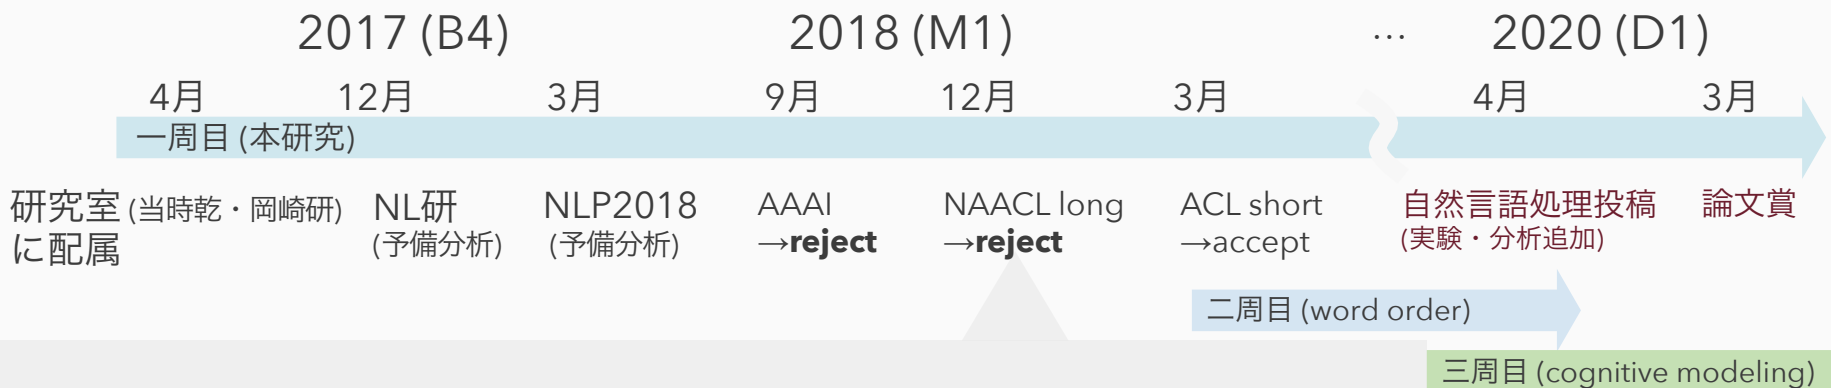 2017 (B4) 2018 (M1) … 2020 (D1)
4月 12月 3月 9月 12月 3月 4月 3月
一周目 (本研究)
研究室 (当時乾・岡崎研) NL研 NLP2018 AAAI NAACL long ACL short 自然言語処理投稿 論文賞
に配属 (予備分析) (予備分析) →reject →reject →accept (実験・分析追加)
二周目 (word order)
三周目 (cognitive modeling)